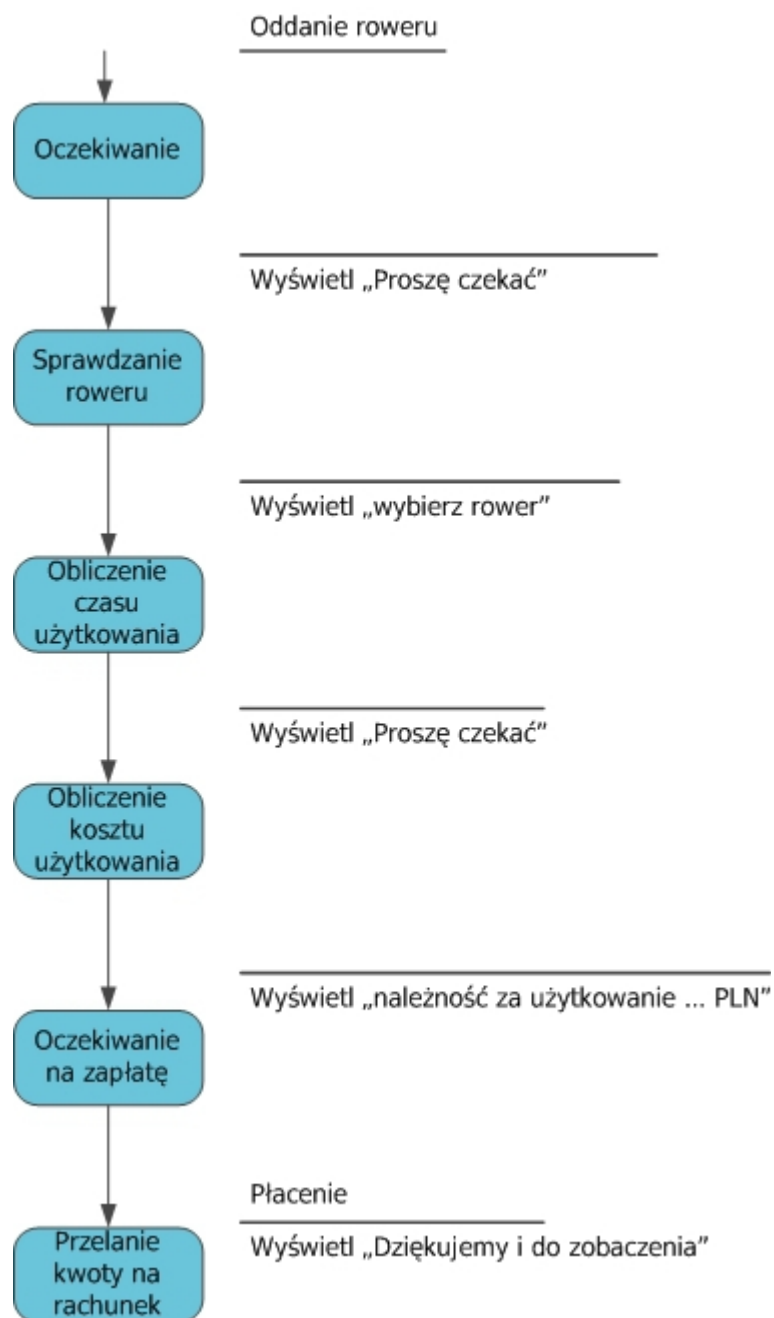 Oddanie roweru
Oczekiwanie
Wyświetl „Proszę czekać”
Sprawdzanie
roweru
Wyświetl „wybierz rower”
Obliczenie
czasu
użytkowania
Wyświetl „Proszę czekać”
Obliczenie
kosztu
użytkowania
Wyświetl „należność za użytkowanie ... PLN”
Oczekiwanie
na zapłatę
Płacenie
Wyświetl „Dziękujemy i do zobaczenia”
Przelanie
kwoty na
rachunek